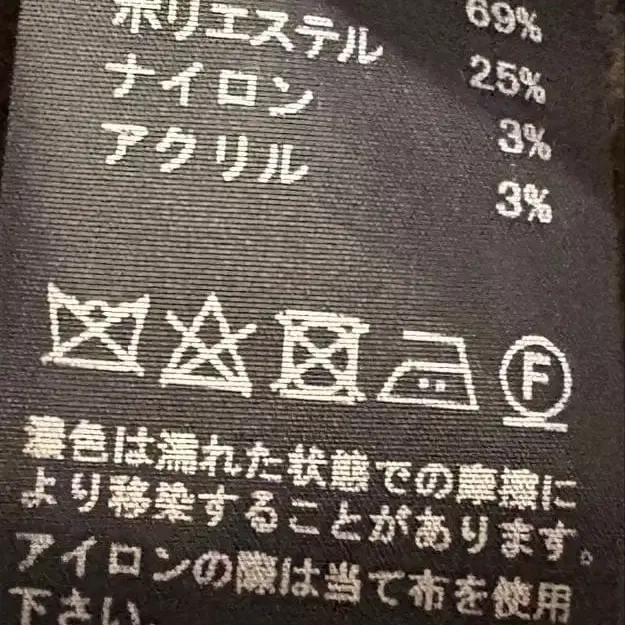 69%
ポリエステル 25%
ナイロン 3%
アクリル 3%
F
濃色は濡れた状態での摩擦に
より移染することがあります。
アイロンの際は当て布を使用
下さい。